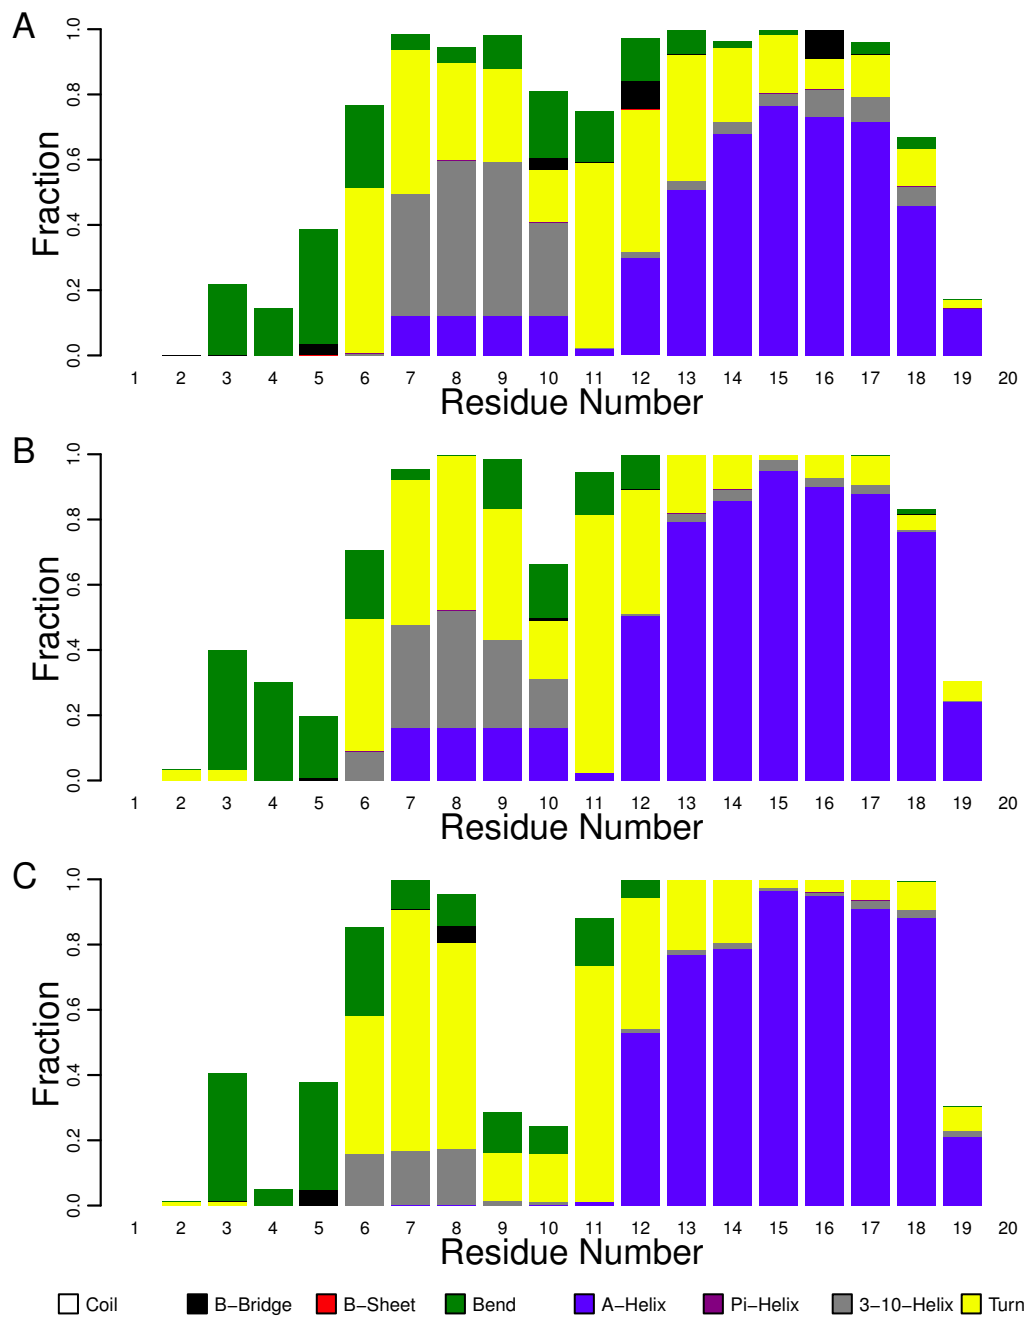 A
Fraction
0.0 0.2 0.4 0.6 0.8 1.0
1 2 3 4 5 6 7 8 9 10 11 12 13 14 15 16 17 18 19 20
Residue Number
B
Fraction
0.0 0.2 0.4 0.6 0.8 1.0
1 2 3 4 5 6 7 8 9 10 11 12 13 14 15 16 17 18 19 20
Residue Number
C
Fraction
0.0 0.2 0.4 0.6 0.8 1.0
1 2 3 4 5 6 7 8 9 10 11 12 13 14 15 16 17 18 19 20
Residue Number
Coil B−Bridge B−Sheet Bend A−Helix Pi−Helix 3−10−Helix Turn